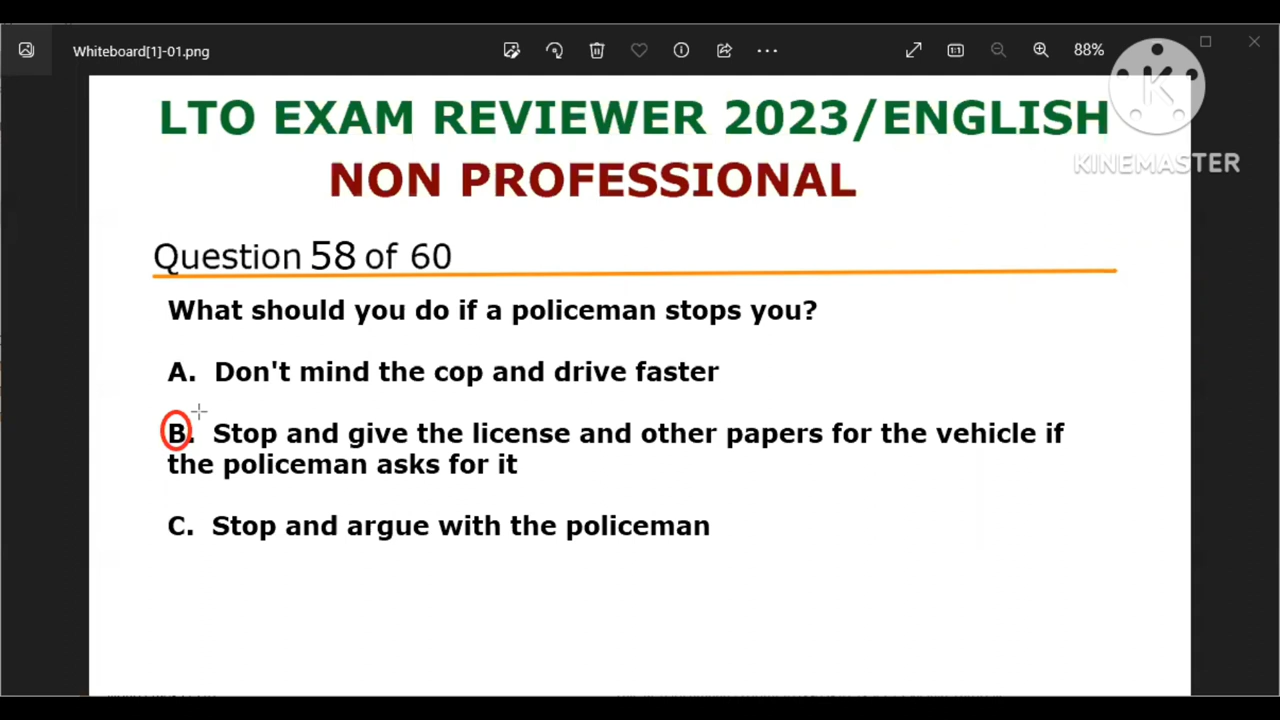 Whiteboard[1]-01.png
88%
K
KINEMASTER
LTO EXAM REVIEWER 2023/ENGLISH
NON PROFESSIONAL
Question 58 of 60
What should you do if a policeman stops you?
A. Don't mind the cop and drive faster
B. Stop and give the license and other papers for the vehicle if
the policeman asks for it
C. Stop and argue with the policeman